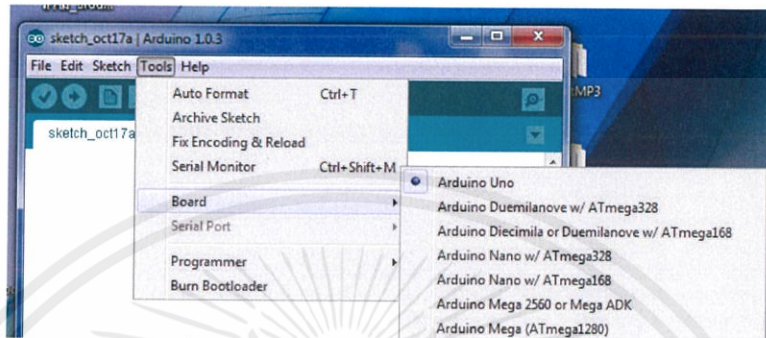 sketch_oct17a | Arduino 1.0.3
File Edit Sketch Tools Help
MP3
sketch_oct17a
Auto Format Ctrl+T
Archive Sketch
Fix Encoding & Reload
Serial Monitor Ctrl+Shift+M
Board
Serial Port
Programmer
Burn Bootloader
Arduino Uno
Arduino Duemilanove w/ ATmega328
Arduino Diecimila or Duemilanove w/ ATmega168
Arduino Nano w/ ATmega328
Arduino Nano w/ ATmega168
Arduino Mega 2560 or Mega ADK
Arduino Mega (ATmega1280)